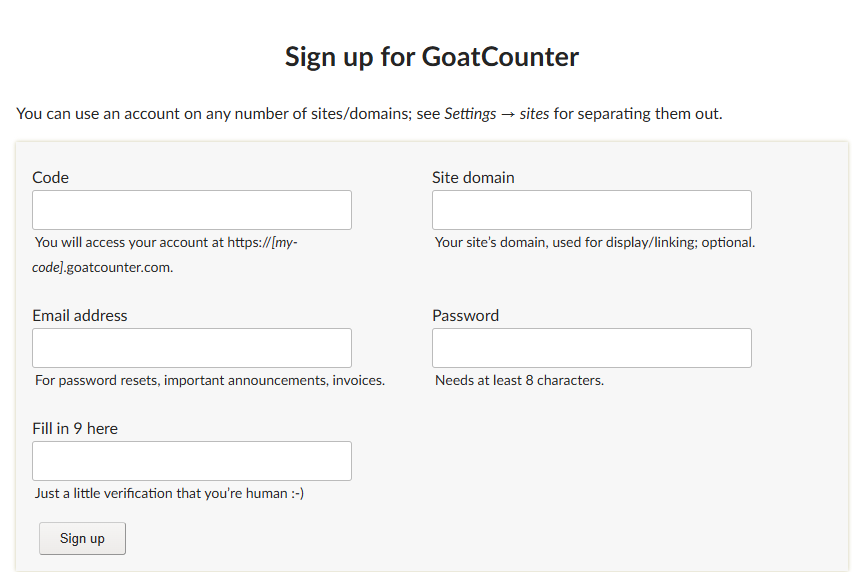 Sign up for GoatCounter
You can use an account on any number of sites/domains; see Settings → sites for separating them out.
Code
You will access your account at https://[my-
code].goatcounter.com.
Site domain
Your site’s domain, used for display/linking; optional.
Email address
For password resets, important announcements, invoices.
Password
Needs at least 8 characters.
Fill in 9 here
Just a little verification that you’re human :-)
Sign up